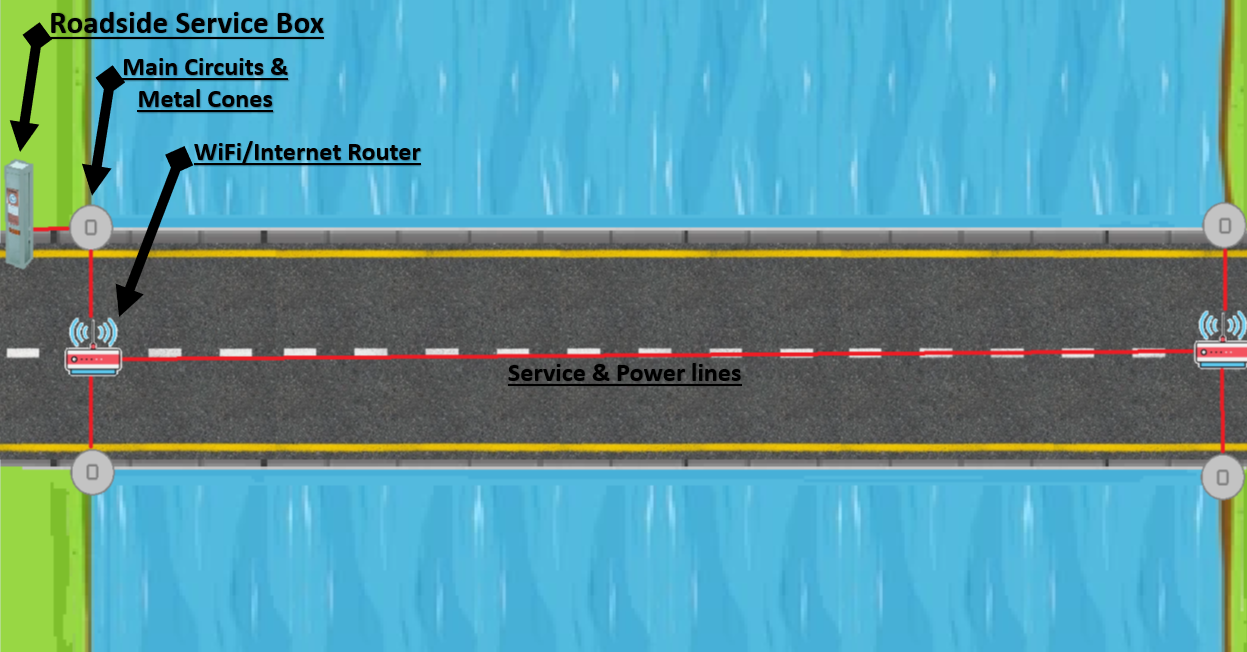 Roadside Service Box
Main Circuits &
Metal Cones
WiFi/Internet Router
Service & Power lines